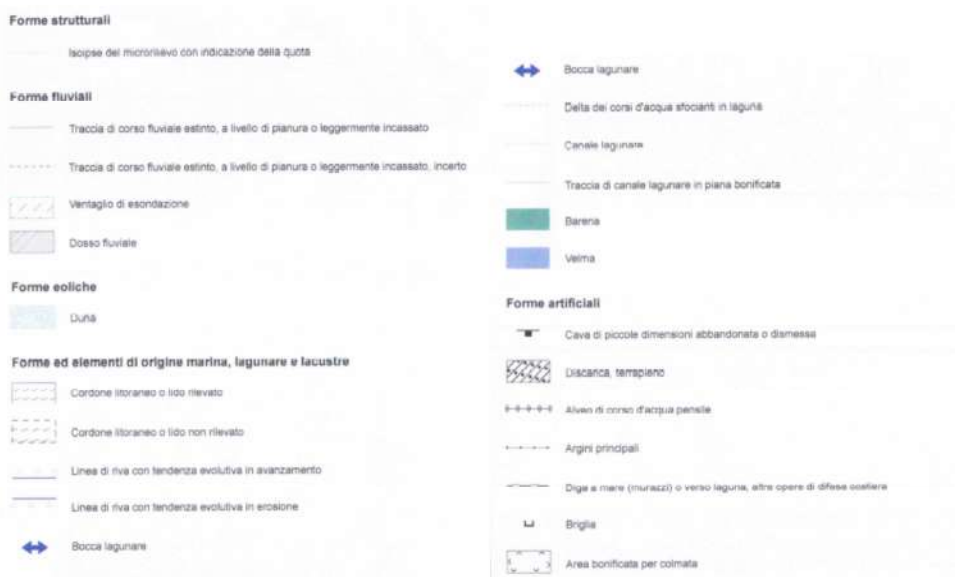 Forme strutturali
Isoipse del microrilievo con indicazione della quota
Forme fluviali
Traccia di corso fluviale estinto, a livello di pianura o leggermente incassato
Traccia di corso fluviale estinto, a livello di pianura o leggermente incassato, incerto
Ventaglio di esondazione
Dosso fluviale
Forme eoliche
Duna
Forme ed elementi di origine marina, lagunare e lacustre
Cordone litoraneo o lido rilevato
Cordone litoraneo o lido non rilevato
Linea di riva con tendenza evolutiva in avanzamento
Linea di riva con tendenza evolutiva in erosione
Bocca lagunare
Bocca lagunare
Delta dei corsi d'acqua sfocianti in laguna
Canale lagunare
Traccia di canale lagunare in piana bonificata
Barena
Velma
Forme artificiali
Cava di piccole dimensioni abbandonata o dismessa
Discarica, terrapieno
Alveo di corso d'acqua pensile
Argini principali
Diga a mare (murazzi) o verso laguna, altre opere di difesa costiera
Briglia
Area bonificata per colmata